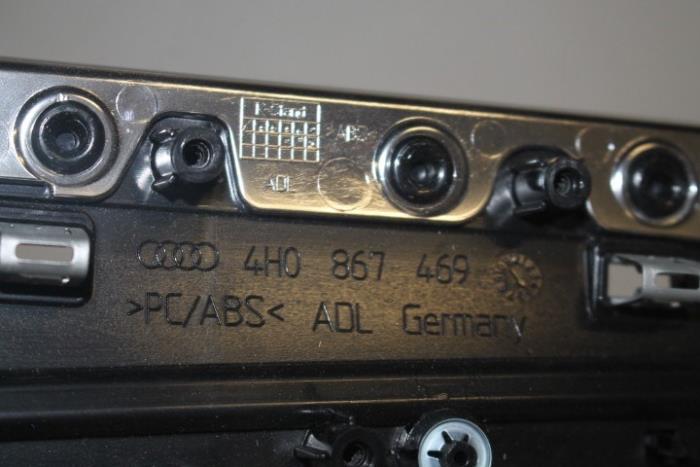 ADL
4H0 867 469
>PC/ABS< ADL Germany